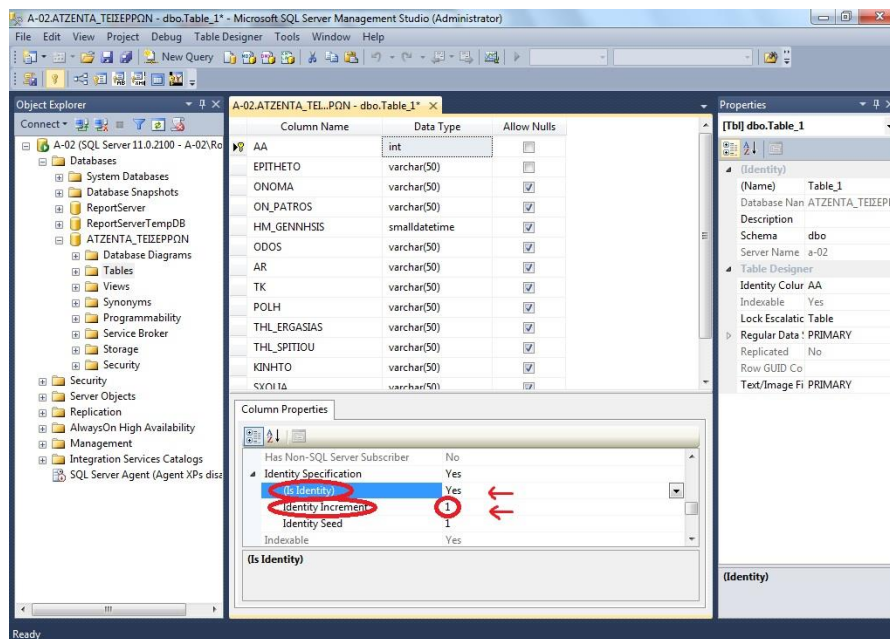 A-02.ATZENTA_ΤΕΙΣΕΡΡΩΝ - dbo.Table_1* - Microsoft SQL Server Management Studio (Administrator)
File Edit View Project Debug Table Designer Tools Window Help
New Query
Object Explorer
Connect
A-02 (SQL Server 11.0.2100 - A-02\Ro
Databases
System Databases
Database Snapshots
ReportServer
ReportServerTempDB
ATZENTA_ΤΕΙΣΕΡΡΩΝ
Database Diagrams
Tables
Views
Synonyms
Programmability
Service Broker
Storage
Security
Security
Server Objects
Replication
AlwaysOn High Availability
Management
Integration Services Catalogs
SQL Server Agent (Agent XPs disa
A-02.ATZENTA_ΤΕΙ...ΡΩΝ - dbo.Table_1*
Column Name Data Type Allow Nulls
AA int
EPITHETO varchar(50)
ONOMA varchar(50)
ON_PATROS varchar(50)
HM_GENNHSIS smalldatetime
ODOS varchar(50)
AR varchar(50)
TK varchar(50)
POLH varchar(50)
THL_ERGASIAS varchar(50)
THL_SPITIOU varchar(50)
KINHTO varchar(50)
SXOLIA varchar(50)
Column Properties
Has Non-SQL Server Subscriber No
Identity Specification Yes
(Is Identity) Yes
Identity Increment 1
Identity Seed 1
Indexable Yes
(Is Identity)
Properties
[Tbl] dbo.Table_1
(Identity)
(Name) Table_1
Database Nan ATZENTA_ΤΕΙΣΕΡΙ
Description
Schema dbo
Server Name a-02
Table Designer
Identity Colur AA
Indexable Yes
Lock Escalatic Table
Regular Data PRIMARY
Replicated No
Row GUID Co
Text/Image Fi PRIMARY
(Identity)
Ready